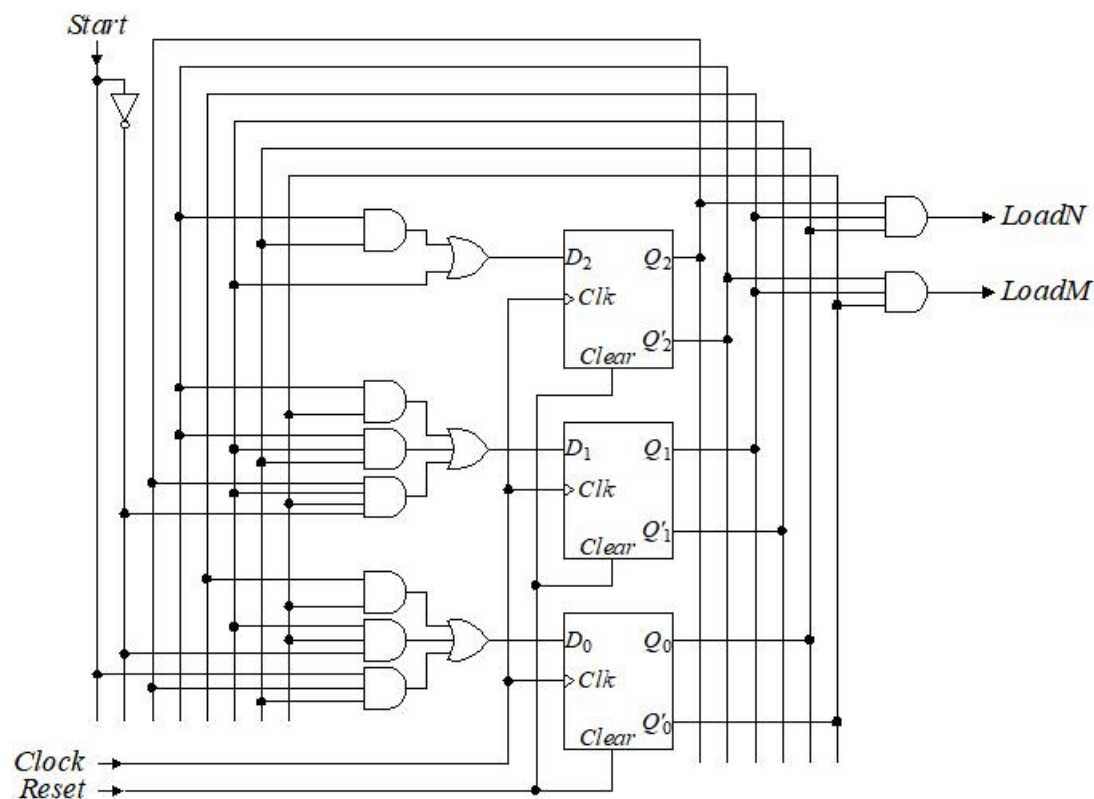 Start
LoadN
D₂ Q₂
Clk
LoadM
Q'₂
Clear
D₁ Q₁
Clk
Q'₁
Clear
D₀ Q₀
Clk
Q'₀
Clear
Clock
Reset